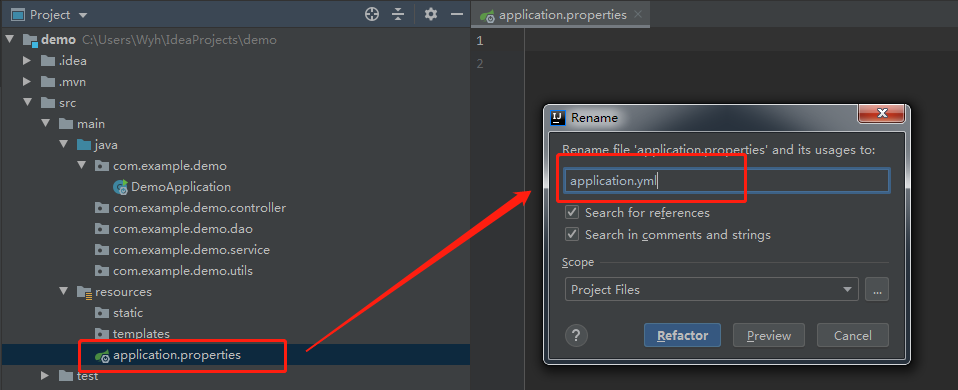 Project
demo C:\Users\Wyh\IdeaProjects\demo
.idea
.mvn
src
main
java
com.example.demo
DemoApplication
com.example.demo.controller
com.example.demo.dao
com.example.demo.service
com.example.demo.utils
resources
static
templates
application.properties
test
application.properties
1
2
Rename
Rename file 'application.properties' and its usages to:
application.yml
Search for references
Search in comments and strings
Scope
Project Files
...
?
Refactor
Preview
Cancel